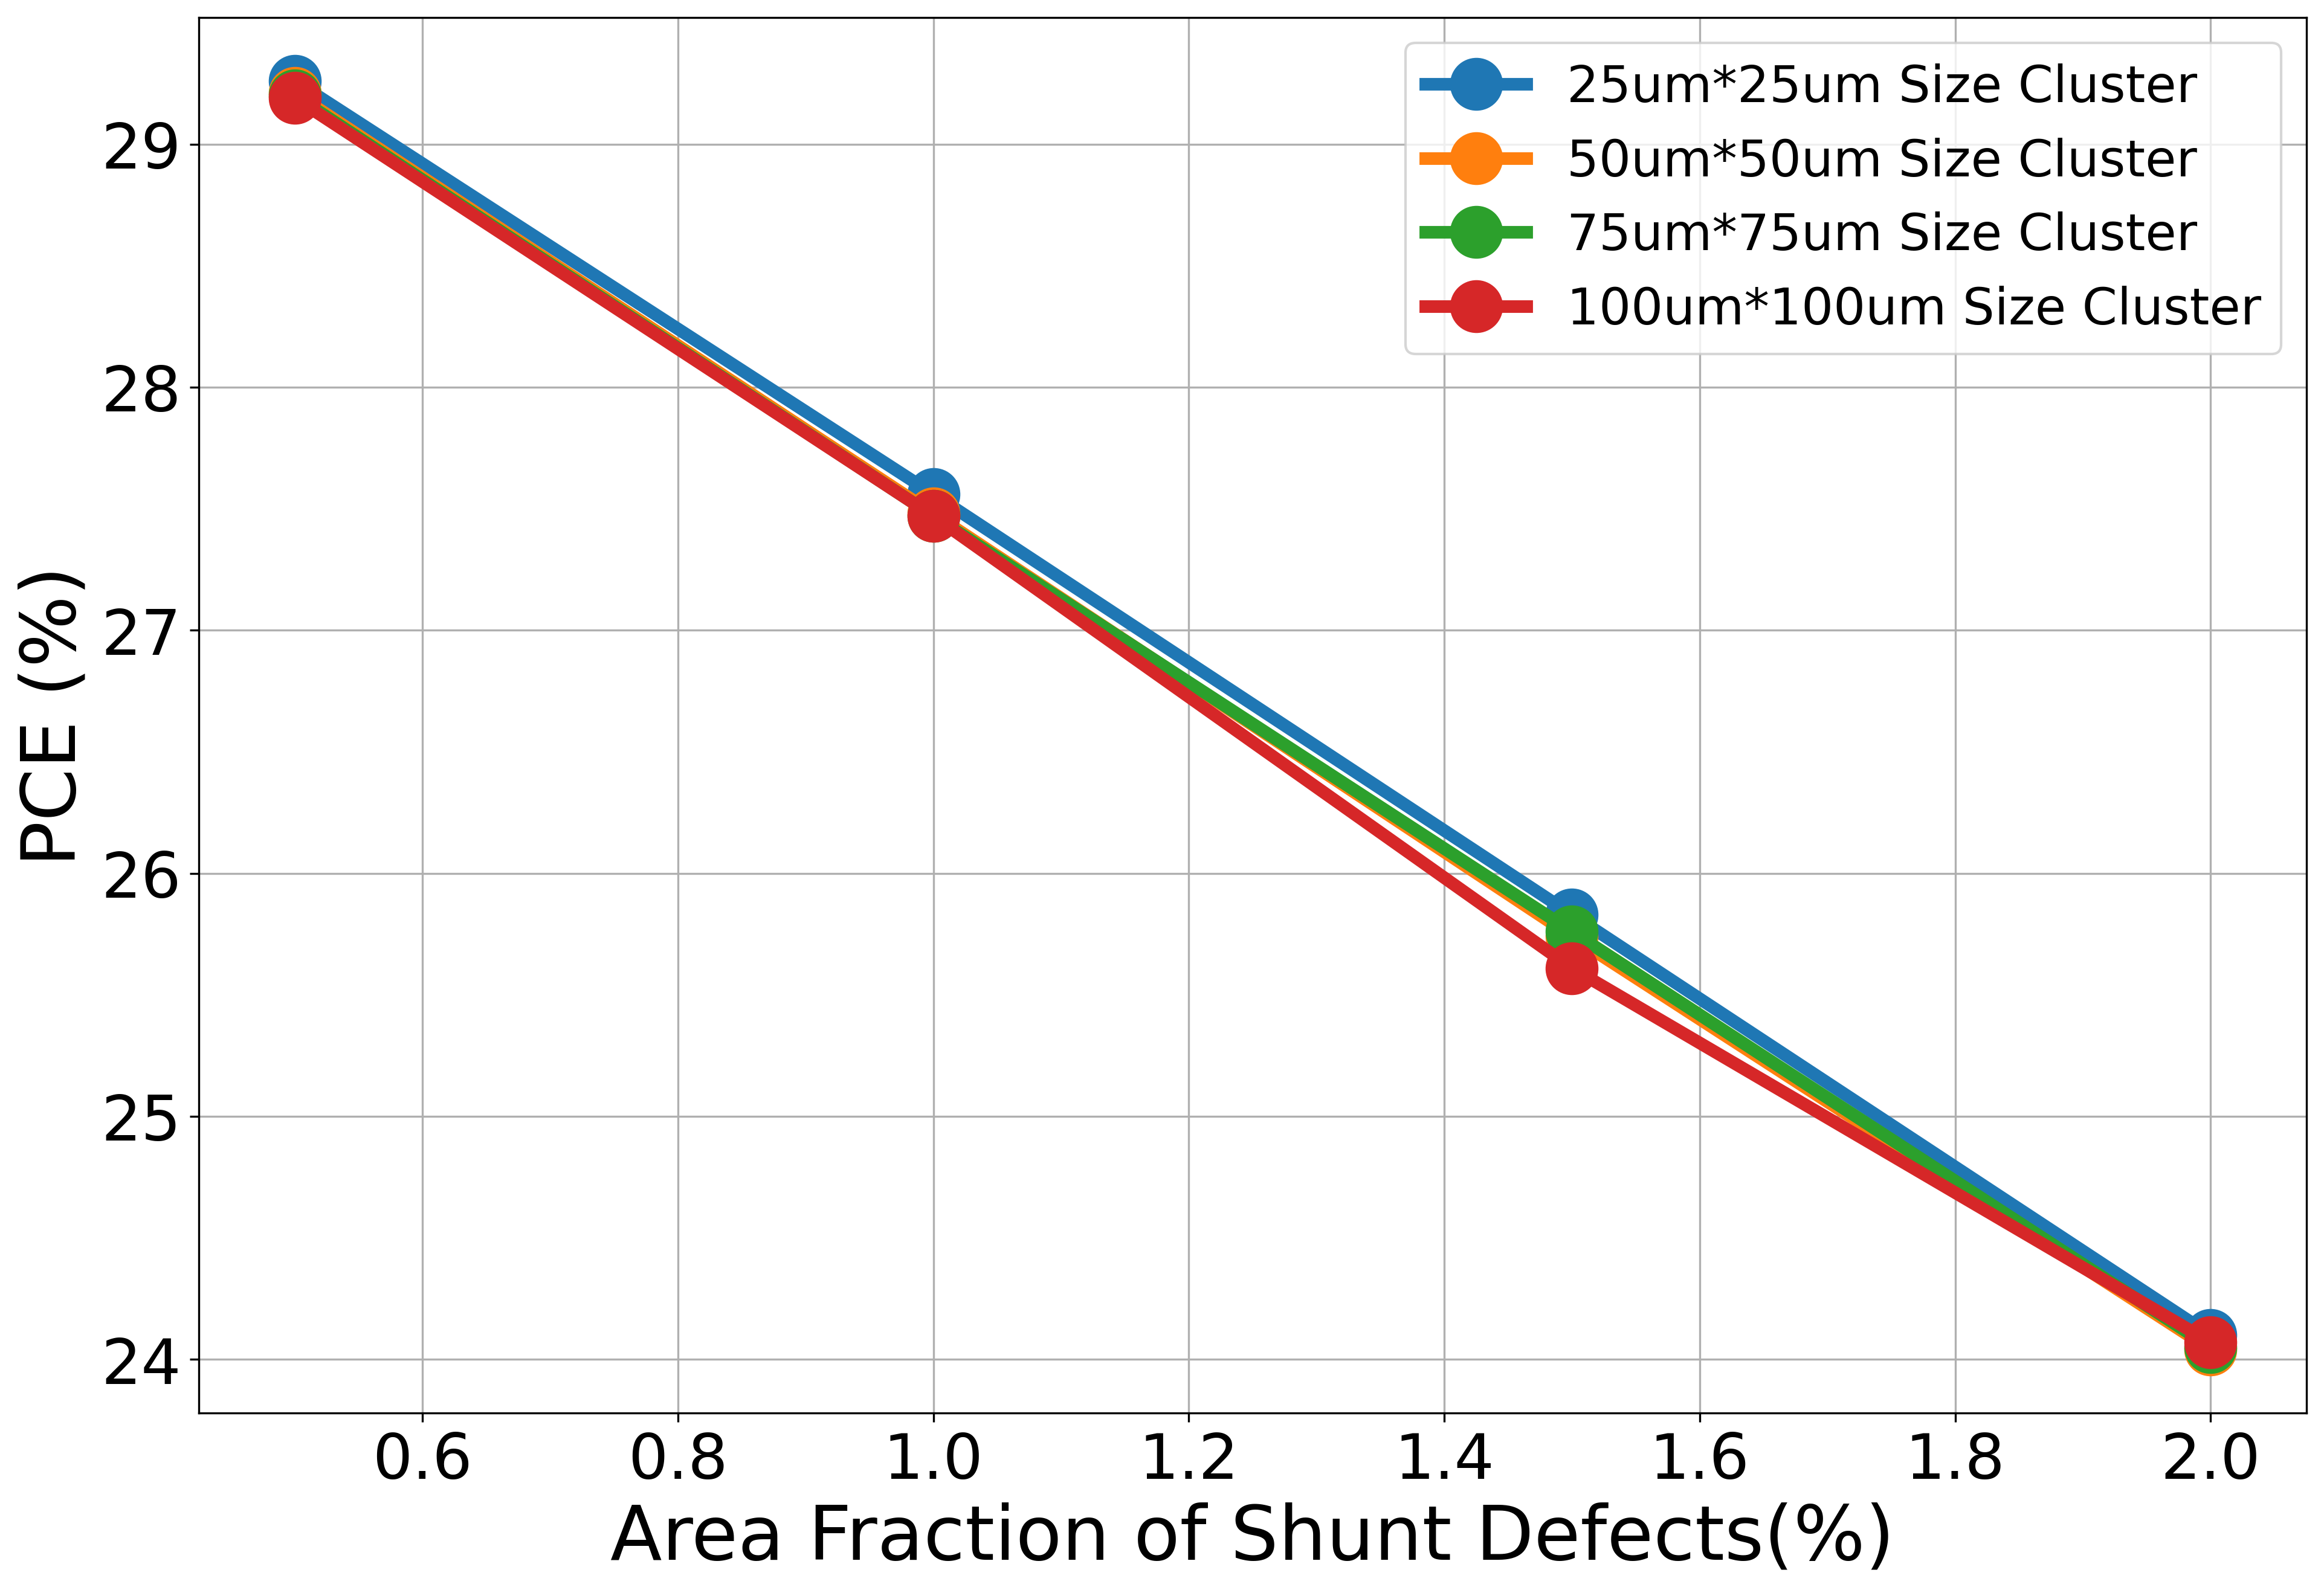 25um*25um Size Cluster
50um*50um Size Cluster
75um*75um Size Cluster
100um*100um Size Cluster
PCE (%)
29
28
27
26
25
24
0.6 0.8 1.0 1.2 1.4 1.6 1.8 2.0
Area Fraction of Shunt Defects(%)